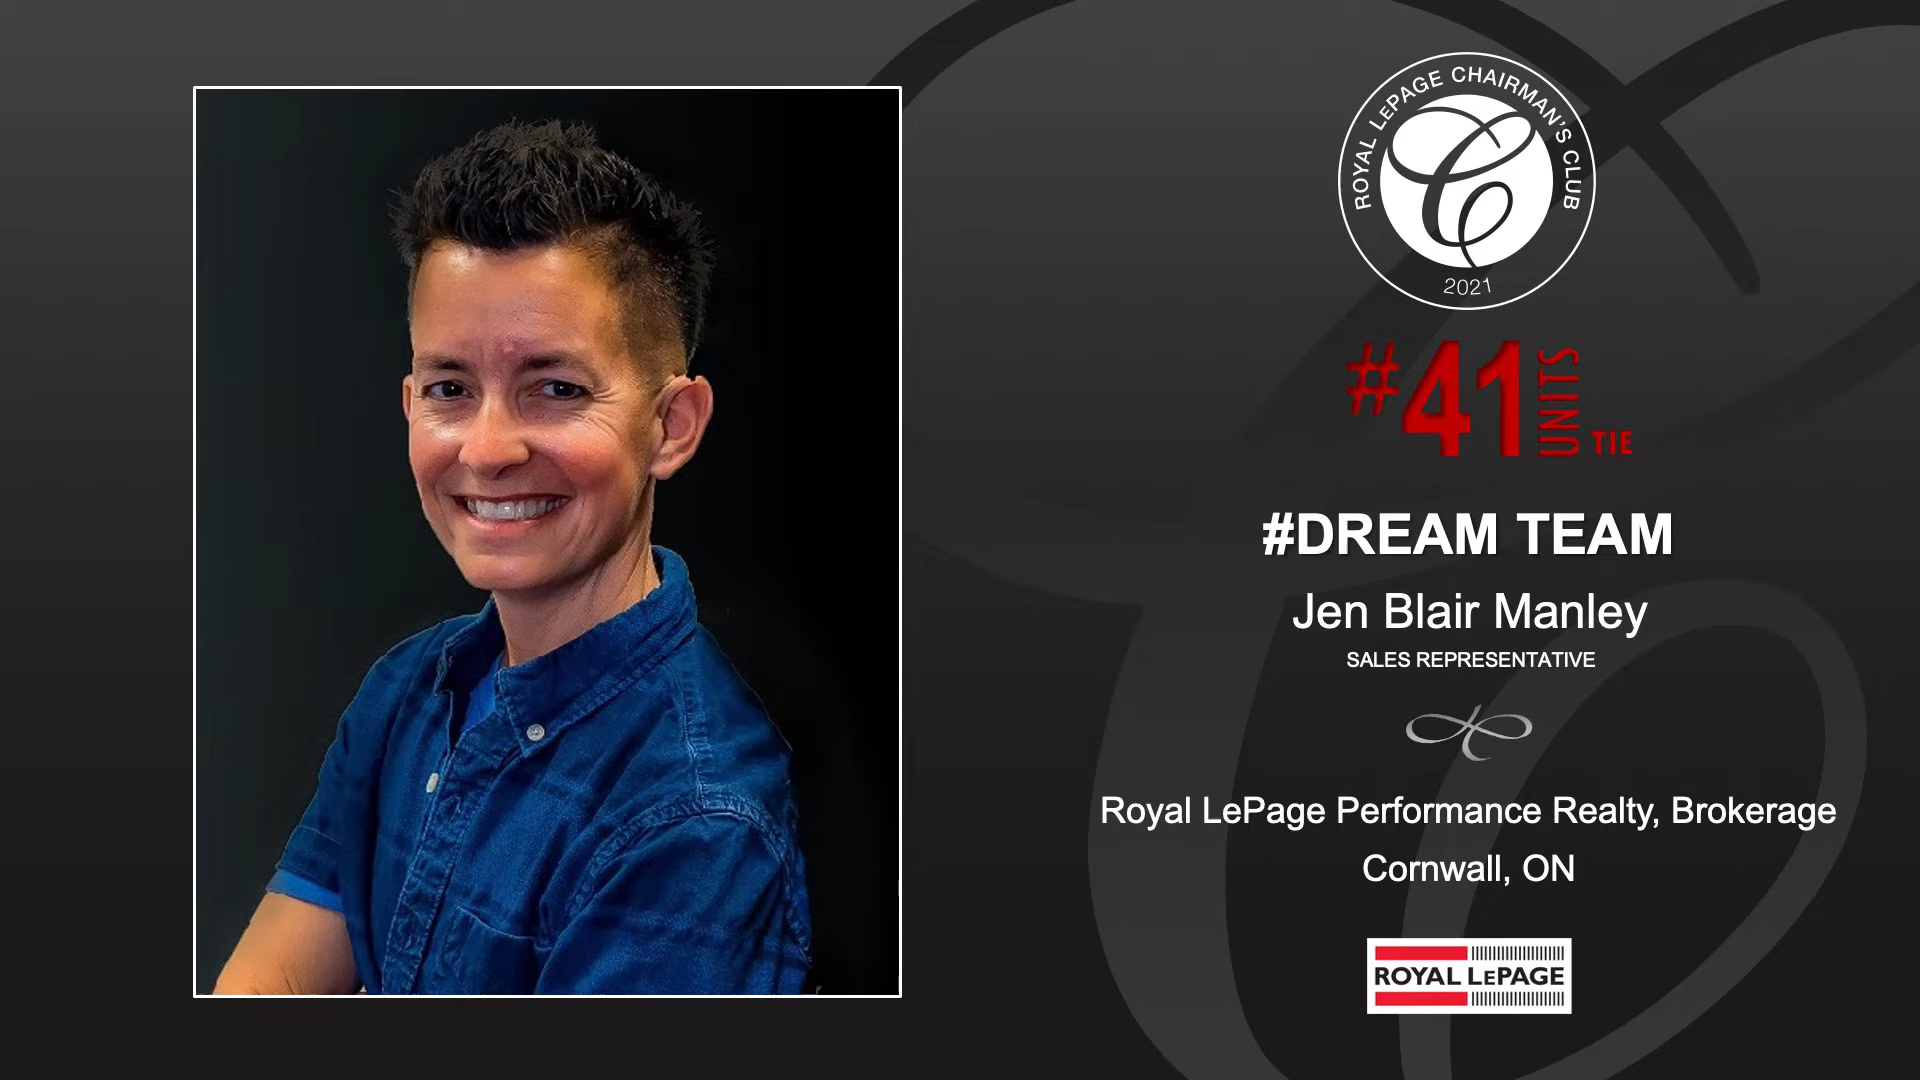 ROYAL LEPAGE CHAIRMAN'S CLUB
2021
#41 UNITS TIE
#DREAM TEAM
Jen Blair Manley
SALES REPRESENTATIVE
Royal LePage Performance Realty, Brokerage
Cornwall, ON
ROYAL LEPAGE